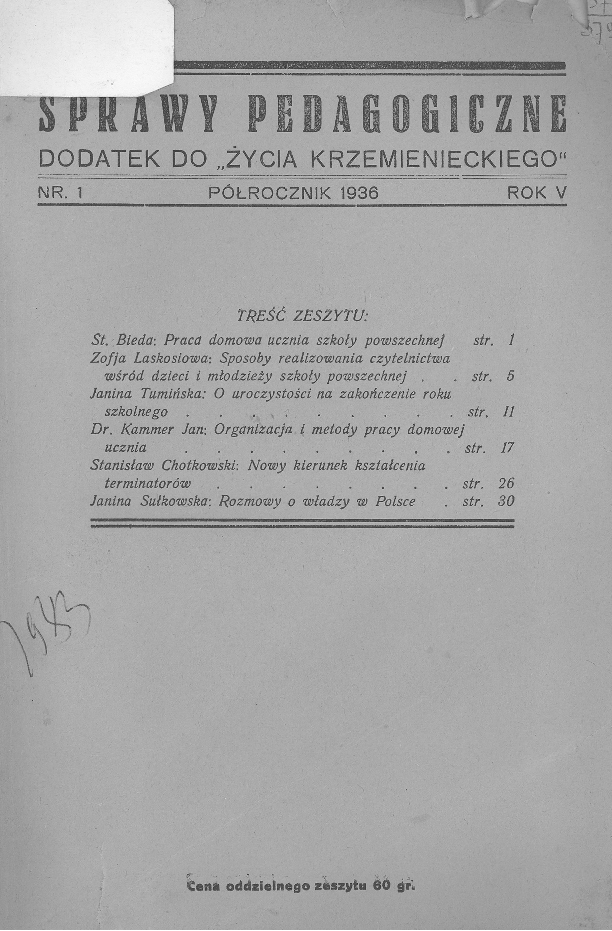 SPRAWY PEDAGOGICZNE
DODATEK DO „ŻYCIA KRZEMIENIECKIEGO“
NR. 1 PÓŁROCZNIK 1936 ROK V
TREŚĆ ZESZYTU:
St. Bieda: Praca domowa ucznia szkoły powszechnej str. 1
Zofja Laskosiowa: Sposoby realizowania czytelnictwa
wśród dzieci i młodzieży szkoły powszechnej . . str. 5
Janina Tumińska: O uroczystości na zakończenie roku
szkolnego . . . . . . . . . . str. 11
Dr. Kammer Jan: Organizacja i metody pracy domowej
ucznia . . . . . . . . . . str. 17
Stanisław Chotkowski: Nowy kierunek kształcenia
terminatorów . . . . . . . . str. 26
Janina Sułkowska: Rozmowy o władzy w Polsce . str. 30
Cena oddzielnego zeszytu 60 gr.